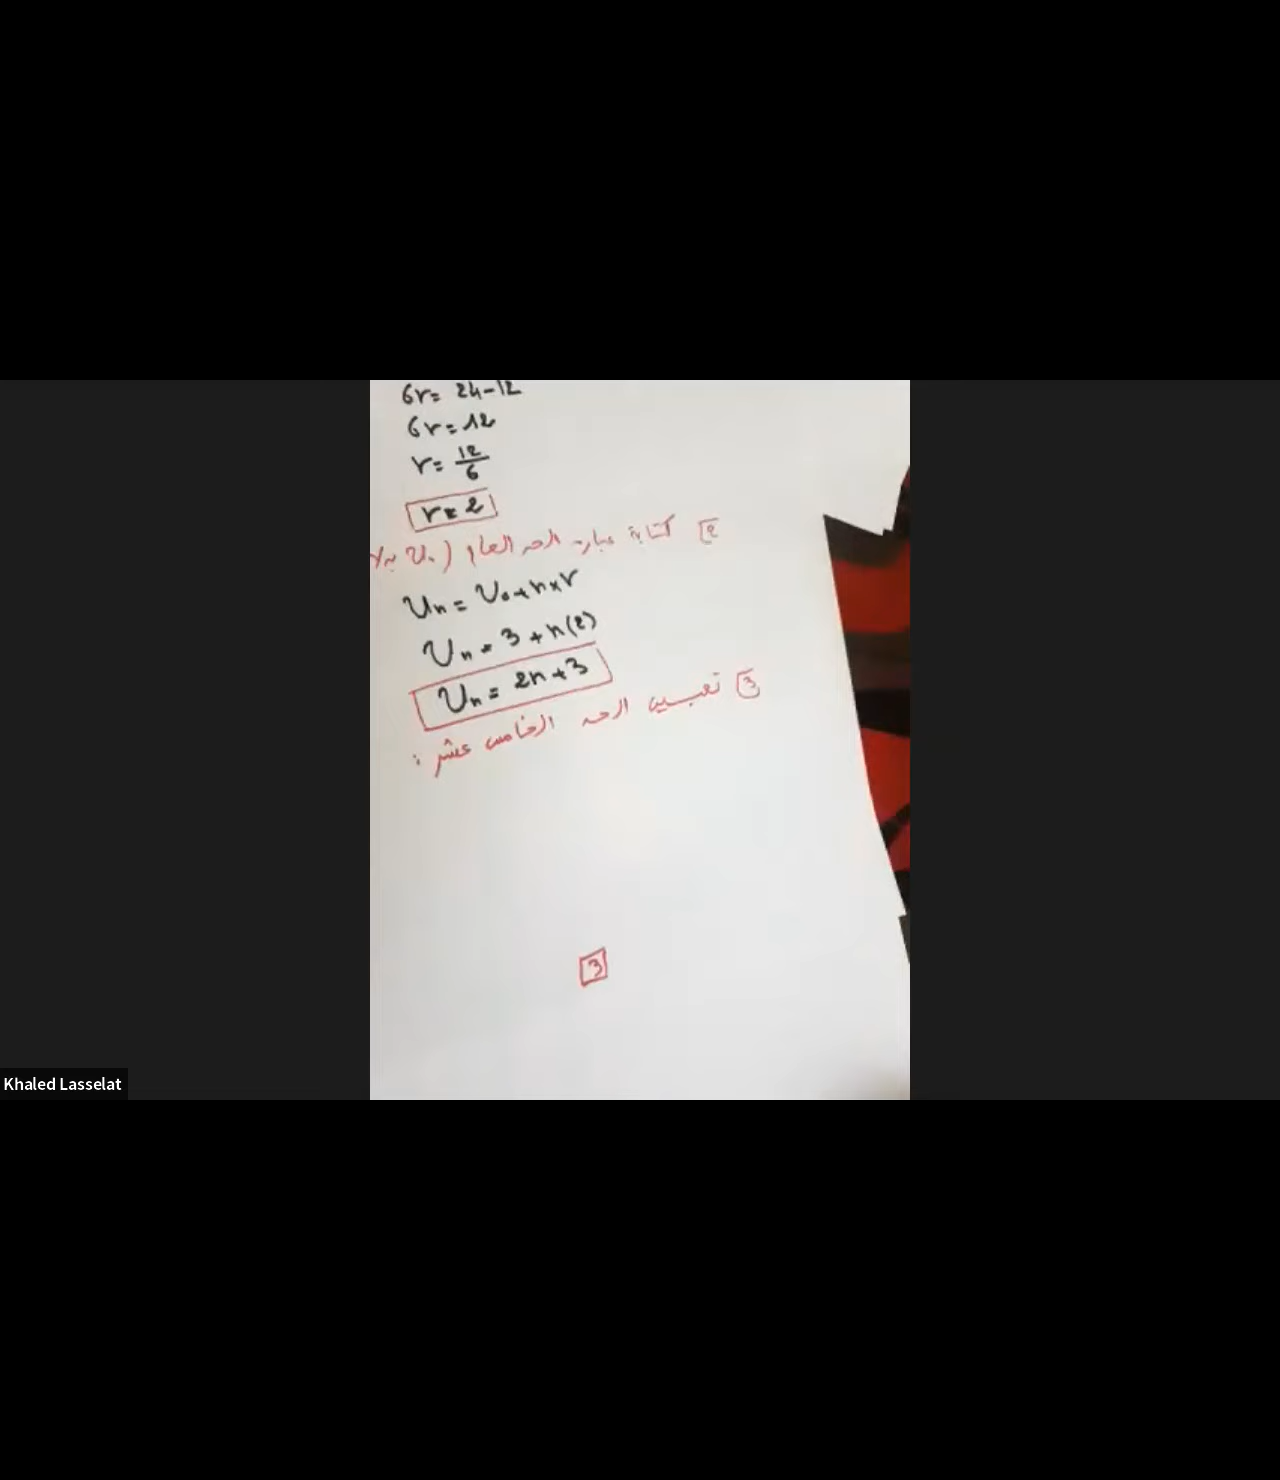 6r = 24-12
6r = 12
r = 12/6
r = 2
2 كتابة عبارة الحد العام (U₀
Uₙ = U₀ + n × r
Uₙ = 3 + n(2)
Uₙ = 2n + 3
3 تعيين الحد الخامس عشر :
3
Khaled Lasselat